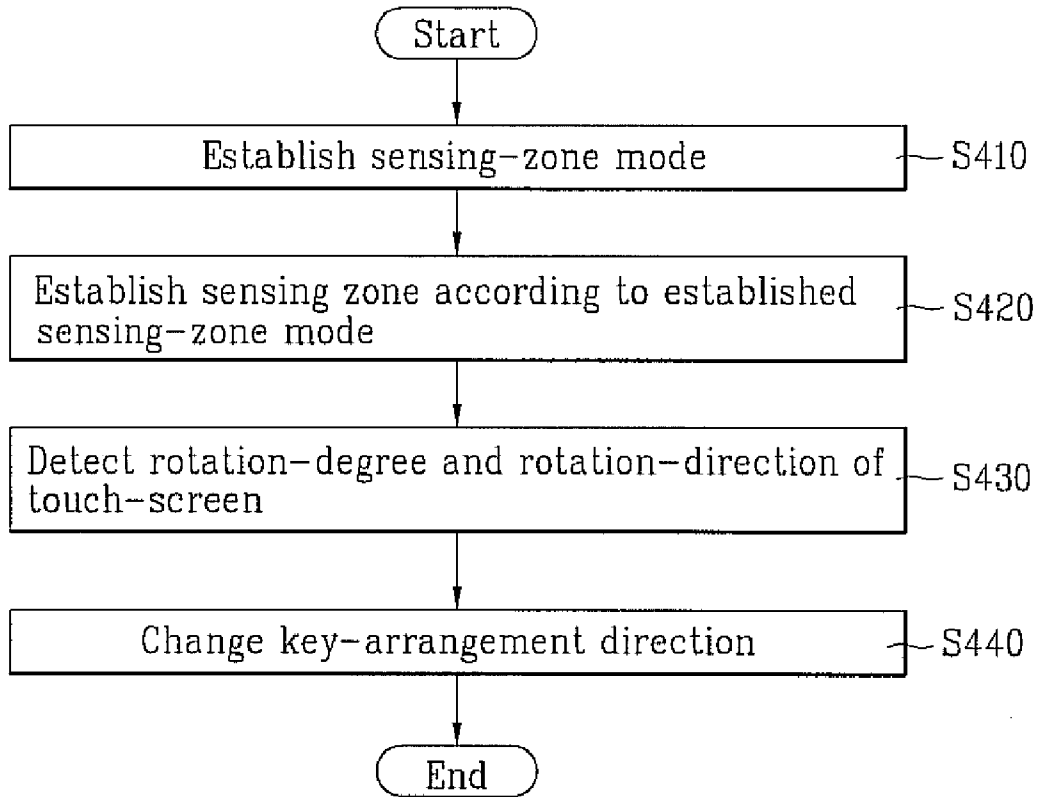 Start
Establish sensing-zone mode
S410
Establish sensing zone according to established
sensing-zone mode
S420
Detect rotation-degree and rotation-direction of
touch-screen
S430
Change key-arrangement direction
S440
End